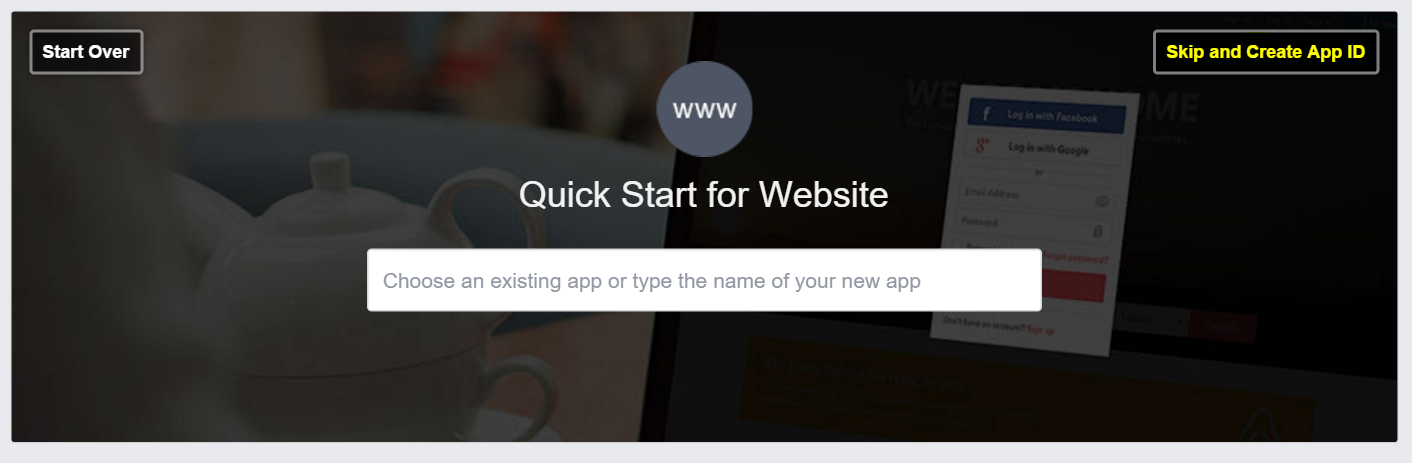 Start Over
Skip and Create App ID
WWW
Quick Start for Website
Choose an existing app or type the name of your new app
f Log in with Facebook
g+ Log in with Google
or
Email Address
Password
Forgot password?
Don't have an account? Sign up
Search